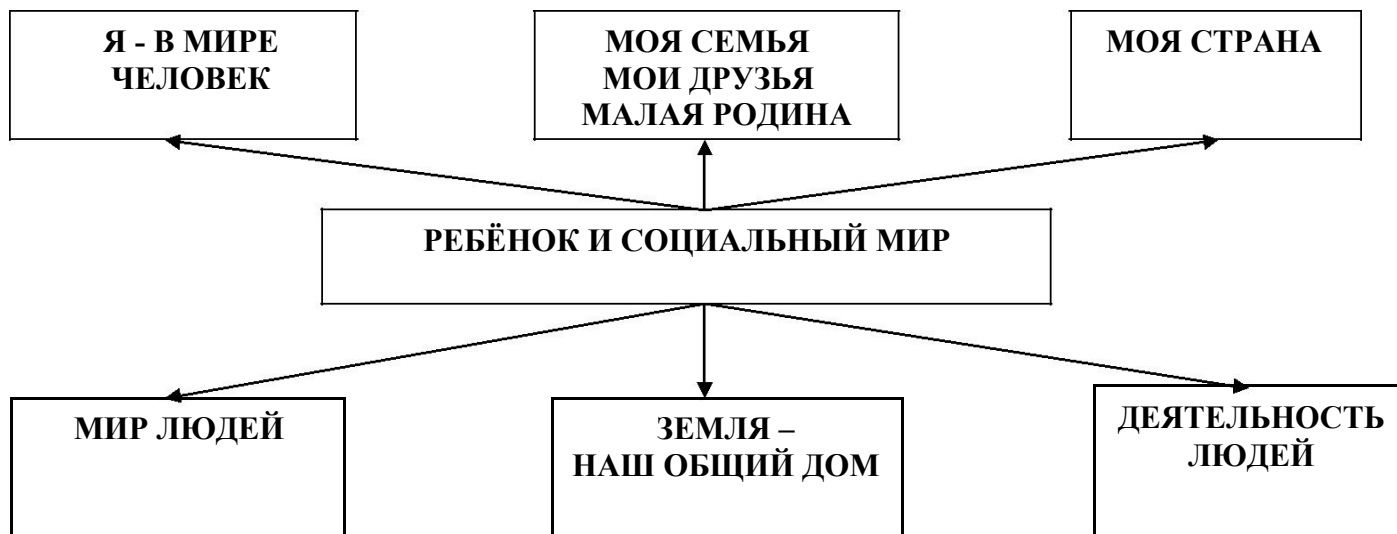 Я - В МИРЕ
ЧЕЛОВЕК
МОЯ СЕМЬЯ
МОИ ДРУЗЬЯ
МАЛАЯ РОДИНА
МОЯ СТРАНА
РЕБЁНОК И СОЦИАЛЬНЫЙ МИР
МИР ЛЮДЕЙ
ЗЕМЛЯ –
НАШ ОБЩИЙ ДОМ
ДЕЯТЕЛЬНОСТЬ
ЛЮДЕЙ